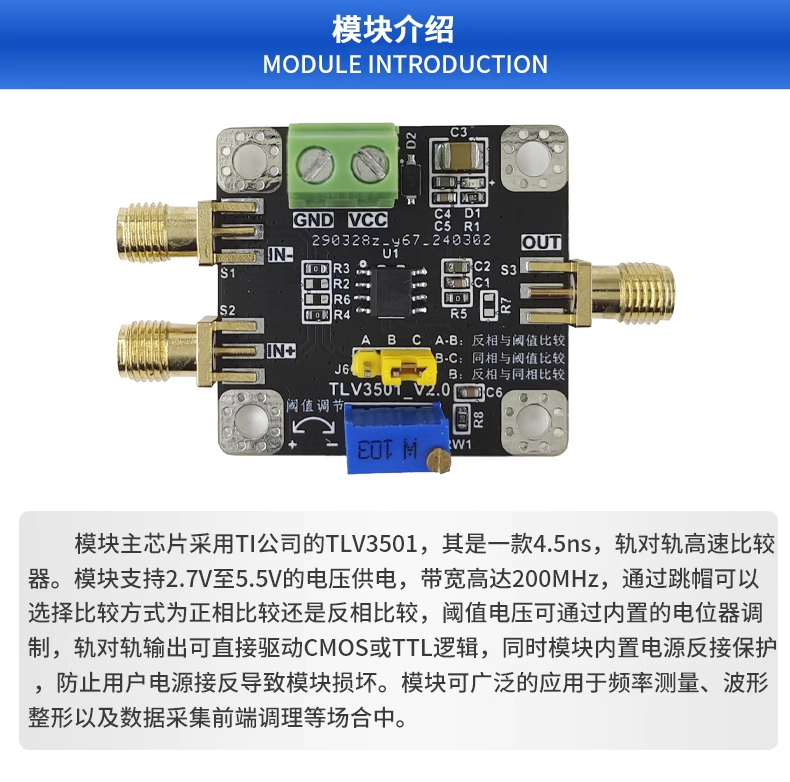 模块介绍
MODULE INTRODUCTION
D2
C3
GND VCC
C4
C5
D1
R1
290328z_y67_240302
U1
OUT
IN-
S1
R3
R2
R6
R4
C2
C1
R5
S3
R7
S2
IN+
A B C
A-B: 反相与阈值比较
B-C: 同相与阈值比较
B: 反相与同相比较
TLV3501_V2.0
C6
阈值调节
+ -
W 103
R8
RW1
模块主芯片采用TI公司的TLV3501，其是一款4.5ns，轨对轨高速比较
器。模块支持2.7V至5.5V的电压供电，带宽高达200MHz，通过跳帽可以
选择比较方式为正相比较还是反相比较，阈值电压可通过内置的电位器调
制，轨对轨输出可直接驱动CMOS或TTL逻辑，同时模块内置电源反接保护
，防止用户电源接反导致模块损坏。模块可广泛的应用于频率测量、波形
整形以及数据采集前端调理等场合中。